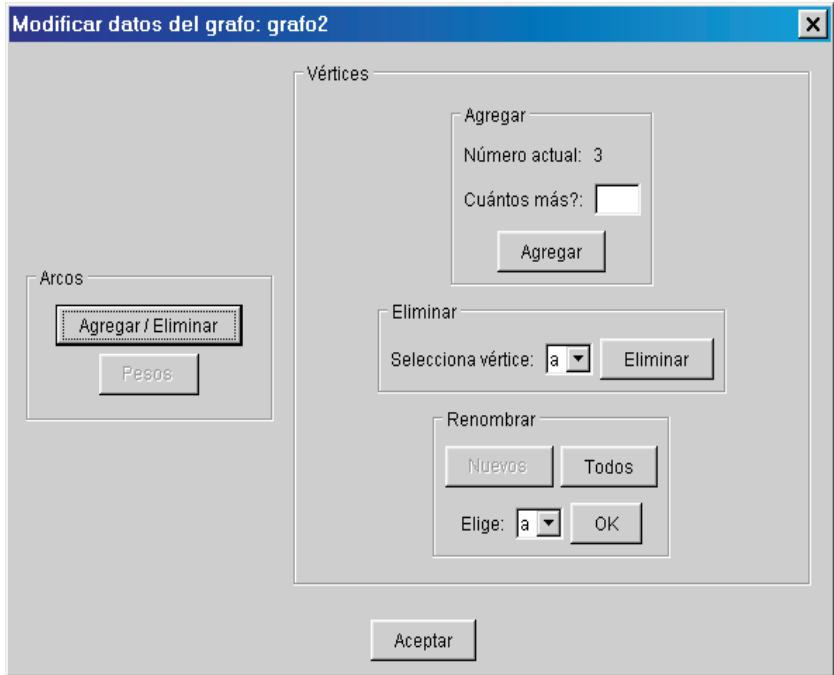 Modificar datos del grafo: grafo2
Vértices
Agregar
Número actual: 3
Cuántos más?:
Agregar
Arcos
Agregar / Eliminar
Pesos
Eliminar
Selecciona vértice: a Eliminar
Renombrar
Nuevos Todos
Elige: a OK
Aceptar